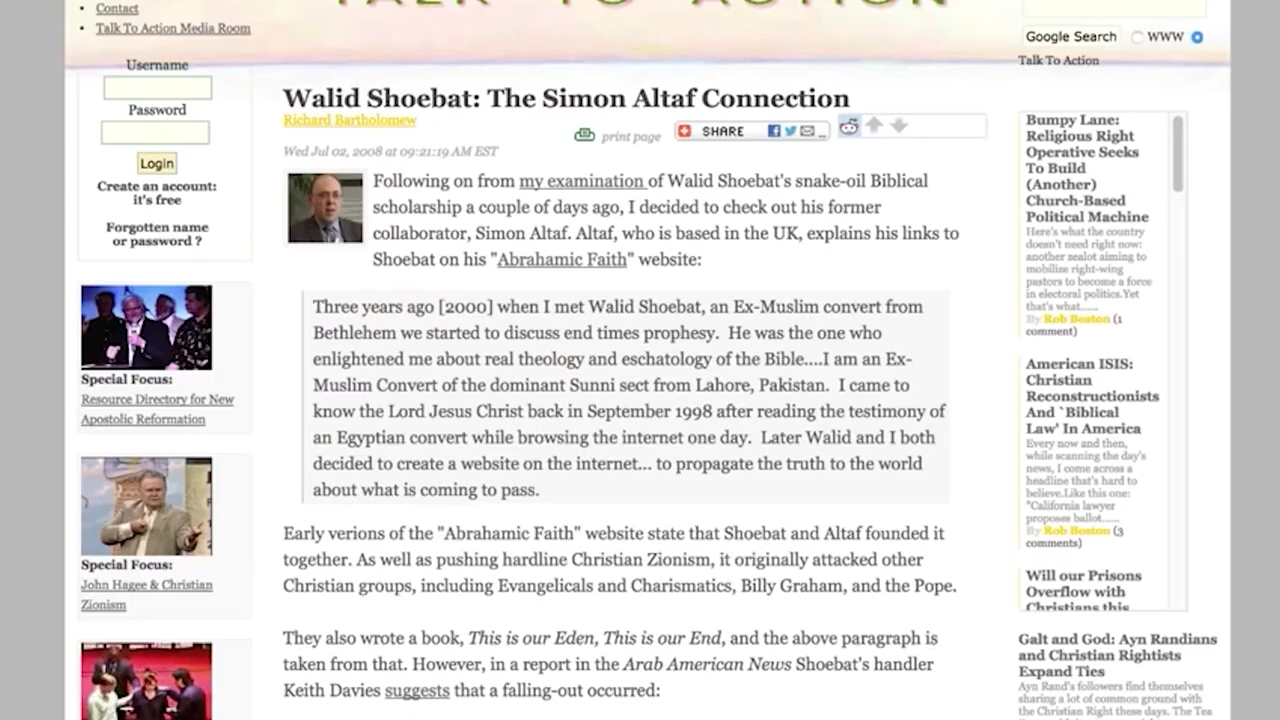 Contact
Talk To Action Media Room
TALK TO ACTION
Google Search
WWW
Talk To Action
Username
Password
Login
Create an account:
it's free
Forgotten name
or password ?
Special Focus:
Resource Directory for New
Apostolic Reformation
Special Focus:
John Hagee & Christian
Zionism
Walid Shoebat: The Simon Altaf Connection
Richard Bartholomew
print page
SHARE
Wed Jul 02, 2008 at 09:21:19 AM EST
Following on from my examination of Walid Shoebat's snake-oil Biblical
scholarship a couple of days ago, I decided to check out his former
collaborator, Simon Altaf. Altaf, who is based in the UK, explains his links to
Shoebat on his "Abrahamic Faith" website:
Three years ago [2000] when I met Walid Shoebat, an Ex-Muslim convert from
Bethlehem we started to discuss end times prophesy. He was the one who
enlightened me about real theology and eschatology of the Bible....I am an Ex-
Muslim Convert of the dominant Sunni sect from Lahore, Pakistan. I came to
know the Lord Jesus Christ back in September 1998 after reading the testimony of
an Egyptian convert while browsing the internet one day. Later Walid and I both
decided to create a website on the internet... to propagate the truth to the world
about what is coming to pass.
Early versions of the "Abrahamic Faith" website state that Shoebat and Altaf founded it
together. As well as pushing hardline Christian Zionism, it originally attacked other
Christian groups, including Evangelicals and Charismatics, Billy Graham, and the Pope.
They also wrote a book, This is our Eden, This is our End, and the above paragraph is
taken from that. However, in a report in the Arab American News Shoebat's handler
Keith Davies suggests that a falling-out occurred:
Bumpy Lane:
Religious Right
Operative Seeks
To Build
(Another)
Church-Based
Political Machine
Here's what the country
doesn't need right now:
another zealot aiming to
mobilize right-wing
pastors to become a force
in electoral politics.Yet
that's what......
By Rob Boston (1
comment)
American ISIS:
Christian
Reconstructionists
And `Biblical
Law' In America
Every now and then,
while scanning the day's
news, I come across a
headline that's hard to
believe.Like this one:
"California lawyer
proposes ballot......
By Rob Boston (3
comments)
Will our Prisons
Overflow with
Christians this
Galt and God: Ayn Randians
and Christian Rightists
Expand Ties
Ayn Rand's followers find themselves
sharing a lot of common ground with
the Christian Right these days. The Tea